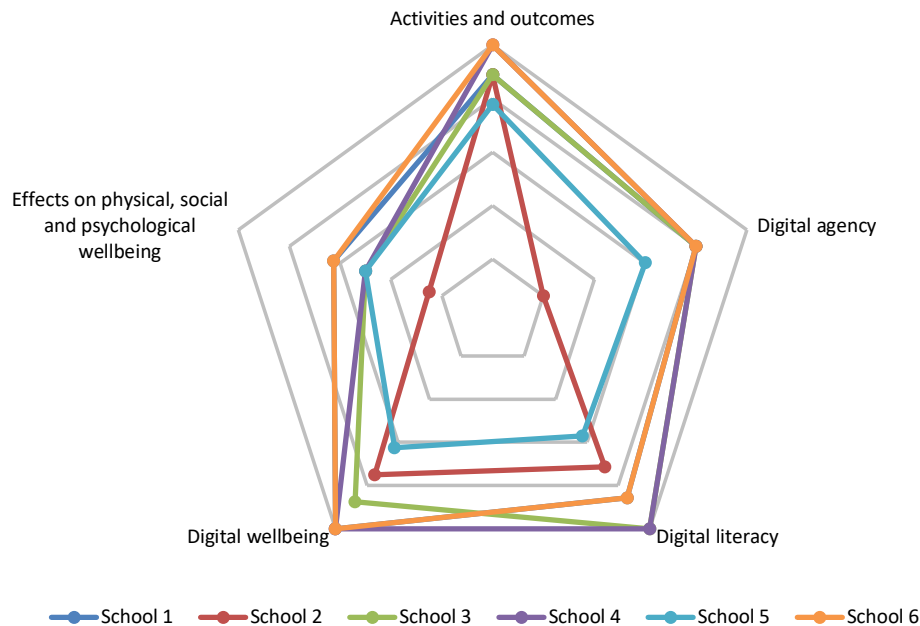 Activities and outcomes
Effects on physical, social
and psychological
wellbeing
Digital agency
Digital wellbeing
Digital literacy
School 1 School 2 School 3 School 4 School 5 School 6